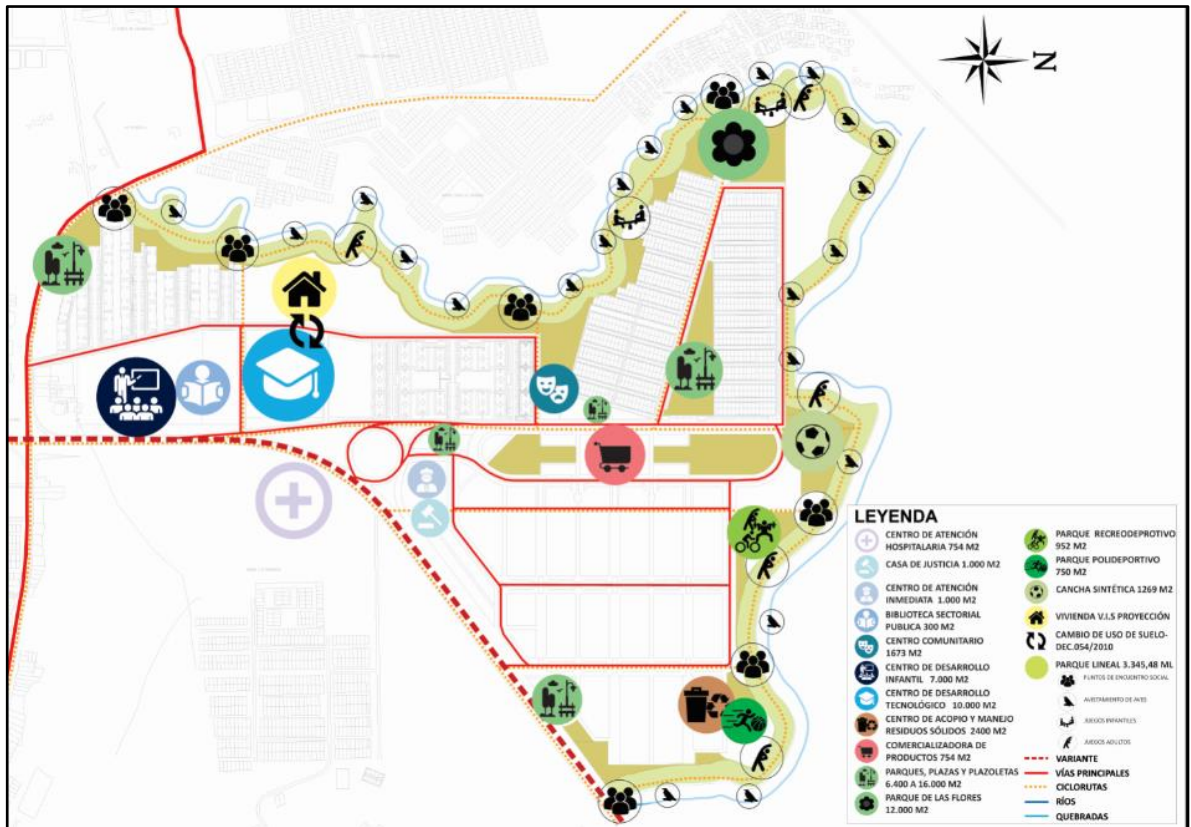 N
LEYENDA
CENTRO DE ATENCIÓN
HOSPITALARIA 754 M2
CASA DE JUSTICIA 1.000 M2
CENTRO DE ATENCIÓN
INMEDIATA 1.000 M2
BIBLIOTECA SECTORIAL
PUBLICA 300 M2
CENTRO COMUNITARIO
1673 M2
CENTRO DE DESARROLLO
INFANTIL 7.000 M2
CENTRO DE DESARROLLO
TECNOLÓGICO 10.000 M2
CENTRO DE ACOPIO Y MANEJO
RESIDUOS SÓLIDOS 2400 M2
COMERCIALIZADORA DE
PRODUCTOS 754 M2
PARQUES, PLAZAS Y PLAZOLETAS
6.400 A 16.000 M2
PARQUE DE LAS FLORES
12.000 M2
PARQUE RECREODEPROTIVO
952 M2
PARQUE POLIDEPORTIVO
750 M2
CANCHA SINTÉTICA 1269 M2
VIVIENDA V.I.S PROYECCIÓN
CAMBIO DE USO DE SUELO-
DEC.054/2010
PARQUE LINEAL 3.345,48 ML
PUNTOS DE ENCUENTRO SOCIAL
AVISTAMIENTO DE AVES
JUEGOS INFANTILES
JUEGOS ADULTOS
VARIANTE
VÍAS PRINCIPALES
CICLORUTAS
RÍOS
QUEBRADAS